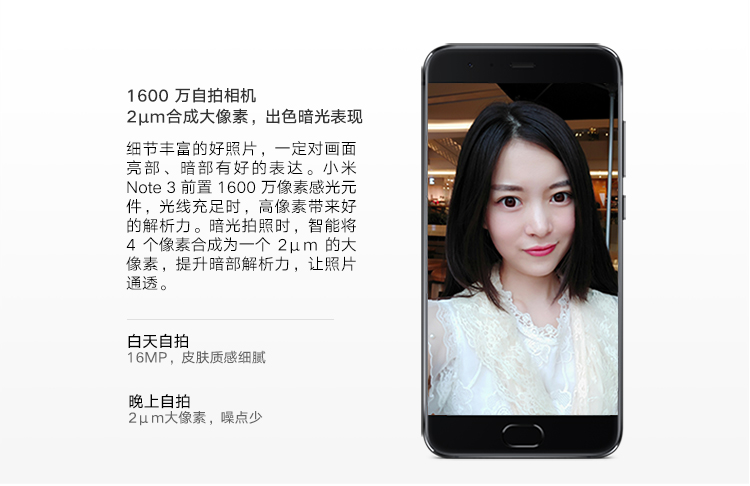 1600 万自拍相机
2μm合成大像素，出色暗光表现
细节丰富的好照片，一定对画面
亮部、暗部有好的表达。小米
Note 3 前置 1600 万像素感光元
件，光线充足时，高像素带来好
的解析力。暗光拍照时，智能将
4 个像素合成为一个 2μm 的大
像素，提升暗部解析力，让照片
通透。
白天自拍
16MP，皮肤质感细腻
晚上自拍
2μm大像素，噪点少